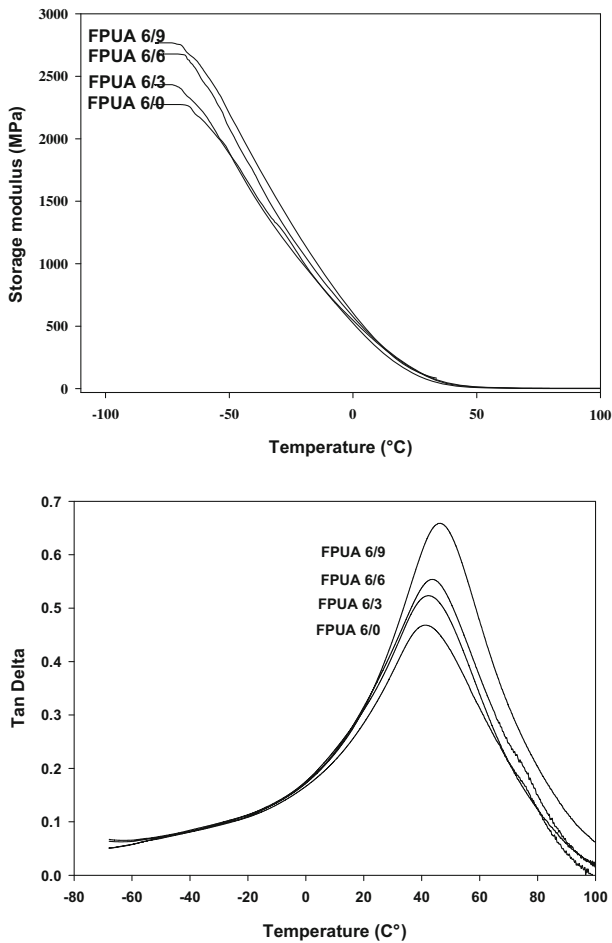 3000
2500
2000
1500
1000
500
0
Storage modulus (MPa)
FPUA 6/9
FPUA 6/6
FPUA 6/3
FPUA 6/0
-100
-50
0
50
100
Temperature (°C)
0.7
0.6
0.5
0.4
0.3
0.2
0.1
0.0
Tan Delta
FPUA 6/9
FPUA 6/6
FPUA 6/3
FPUA 6/0
-80
-60
-40
-20
0
20
40
60
80
100
Temperature (C°)